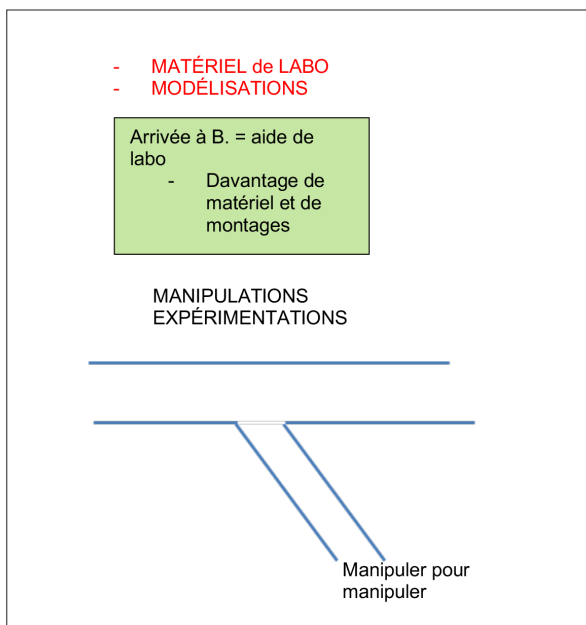 - MATÉRIEL de LABO
- MODÉLISATIONS
Arrivée à B. = aide de
labo
- Davantage de
matériel et de
montages
MANIPULATIONS
EXPÉRIMENTATIONS
Manipuler pour
manipuler